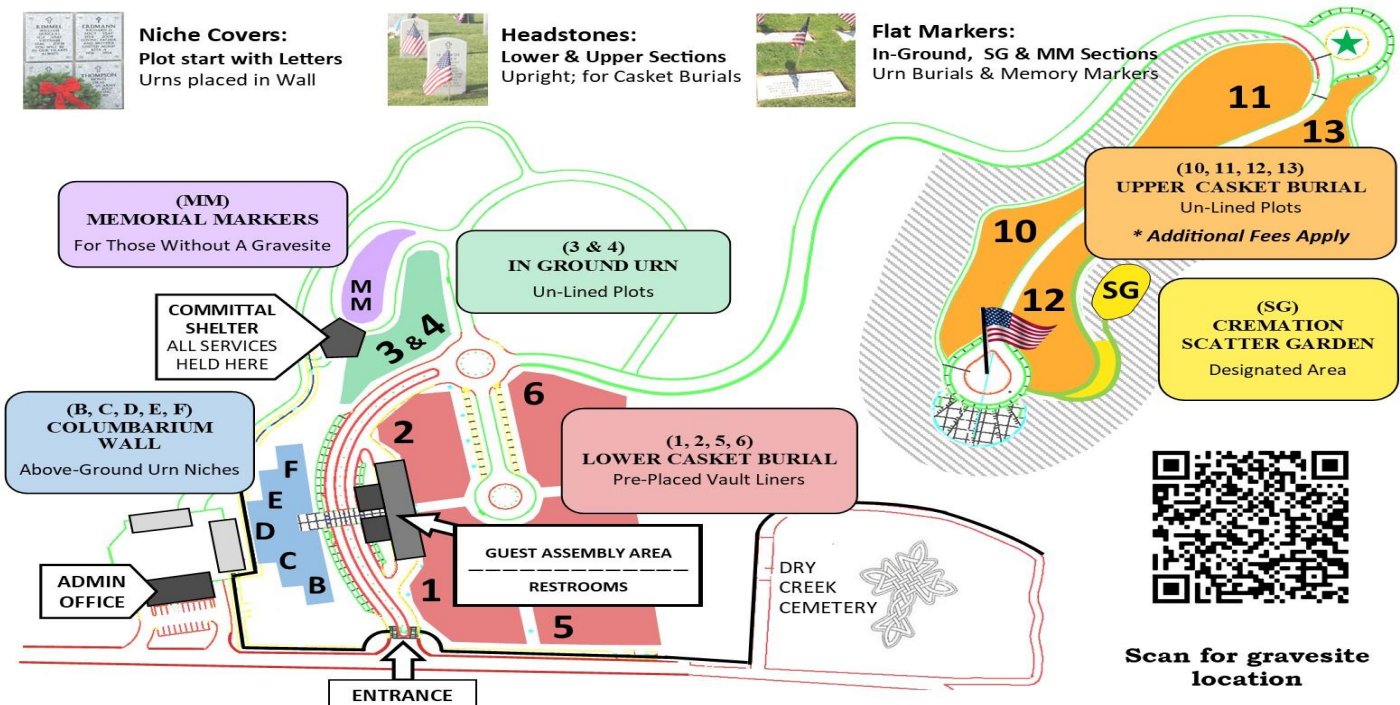 Niche Covers:
Plot start with Letters
Urns placed in Wall
Headstones:
Lower & Upper Sections
Upright; for Casket Burials
Flat Markers:
In-Ground, SG & MM Sections
Urn Burials & Memory Markers
KIMMEL
ERDMANN
THOMPSON
11
13
(10, 11, 12, 13)
UPPER CASKET BURIAL
Un-Lined Plots
* Additional Fees Apply
(MM)
MEMORIAL MARKERS
For Those Without A Gravesite
(3 & 4)
IN GROUND URN
Un-Lined Plots
10
12
SG
(SG)
CREMATION
SCATTER GARDEN
Designated Area
M
M
COMMITTAL
SHELTER
ALL SERVICES
HELD HERE
3 & 4
6
2
(B, C, D, E, F)
COLUMBARIUM
WALL
Above-Ground Urn Niches
(1, 2, 5, 6)
LOWER CASKET BURIAL
Pre-Placed Vault Liners
F
E
D
C
B
GUEST ASSEMBLY AREA
RESTROOMS
1
5
ADMIN
OFFICE
DRY
CREEK
CEMETERY
ENTRANCE
Scan for gravesite
location